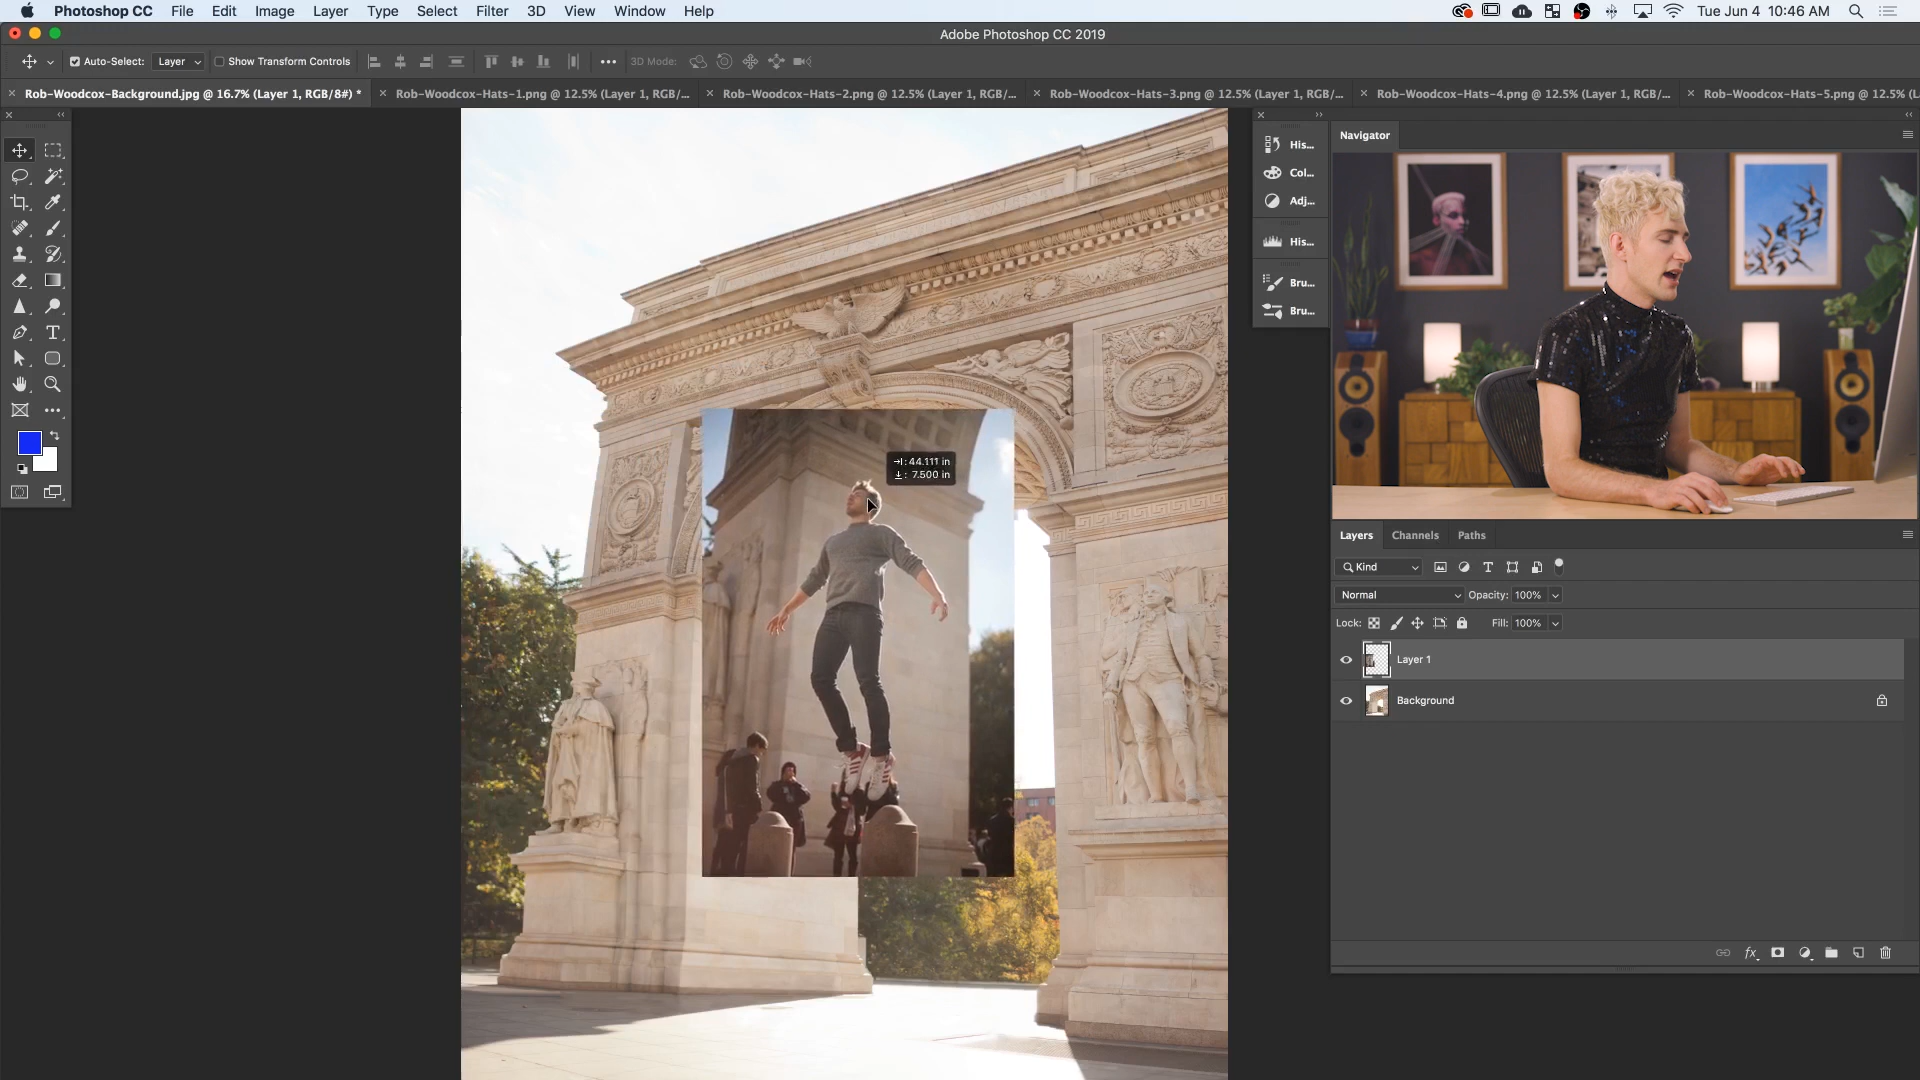 Photoshop CC File Edit Image Layer Type Select Filter 3D View Window Help Tue Jun 4 10:46 AM
Adobe Photoshop CC 2019
Auto-Select: Layer Show Transform Controls 3D Mode:
Rob-Woodcox-Background.jpg @ 16.7% (Layer 1, RGB/8#) * Rob-Woodcox-Hats-1.png @ 12.5% (Layer 1, RGB/... Rob-Woodcox-Hats-2.png @ 12.5% (Layer 1, RGB/... Rob-Woodcox-Hats-3.png @ 12.5% (Layer 1, RGB/... Rob-Woodcox-Hats-4.png @ 12.5% (Layer 1, RGB/... Rob-Woodcox-Hats-5.png @ 12.5% (L
Navigator
His...
Col...
Adj...
His...
Bru...
Bru...
: 44.111 in
: 7.500 in
Layers Channels Paths
Kind
Normal Opacity: 100%
Lock: Fill: 100%
Layer 1
Background
fx